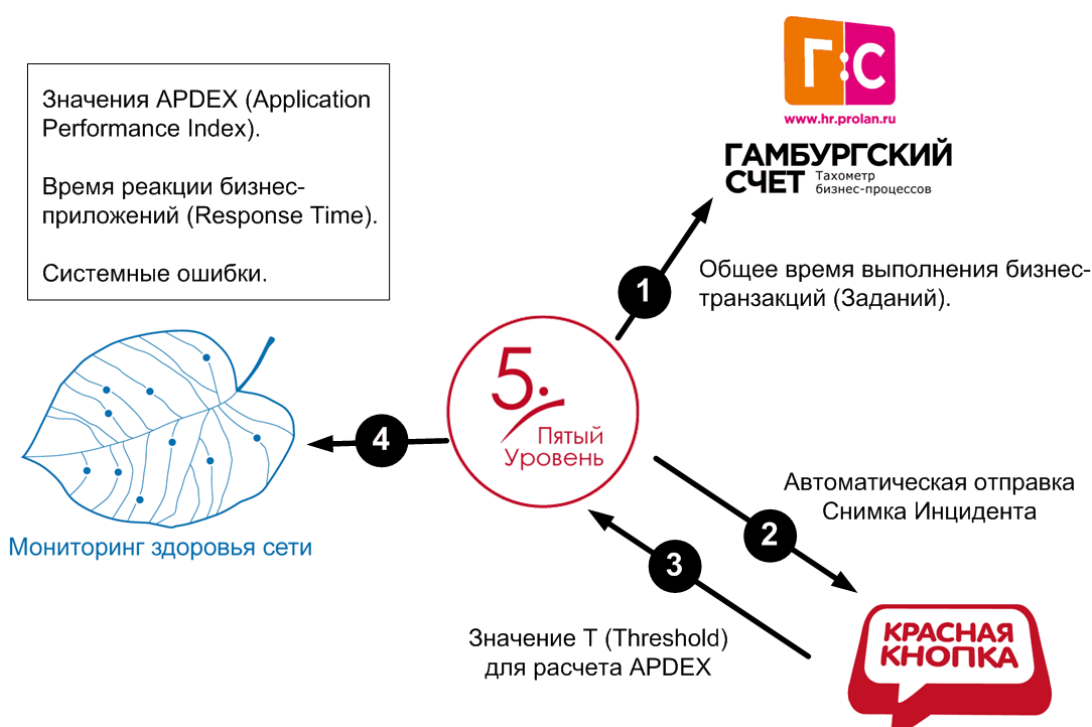 Г:С
www.hr.prolan.ru
ГАМБУРГСКИЙ
СЧЕТ Тахометр
бизнес-процессов
Значения APDEX (Application
Performance Index).
Время реакции бизнес-
приложений (Response Time).
Системные ошибки.
1
Общее время выполнения бизнес-
транзакций (Заданий).
5.
Пятый
Уровень
4
Мониторинг здоровья сети
Автоматическая отправка
Снимка Инцидента
2
3
Значение T (Threshold)
для расчета APDEX
КРАСНАЯ
КНОПКА